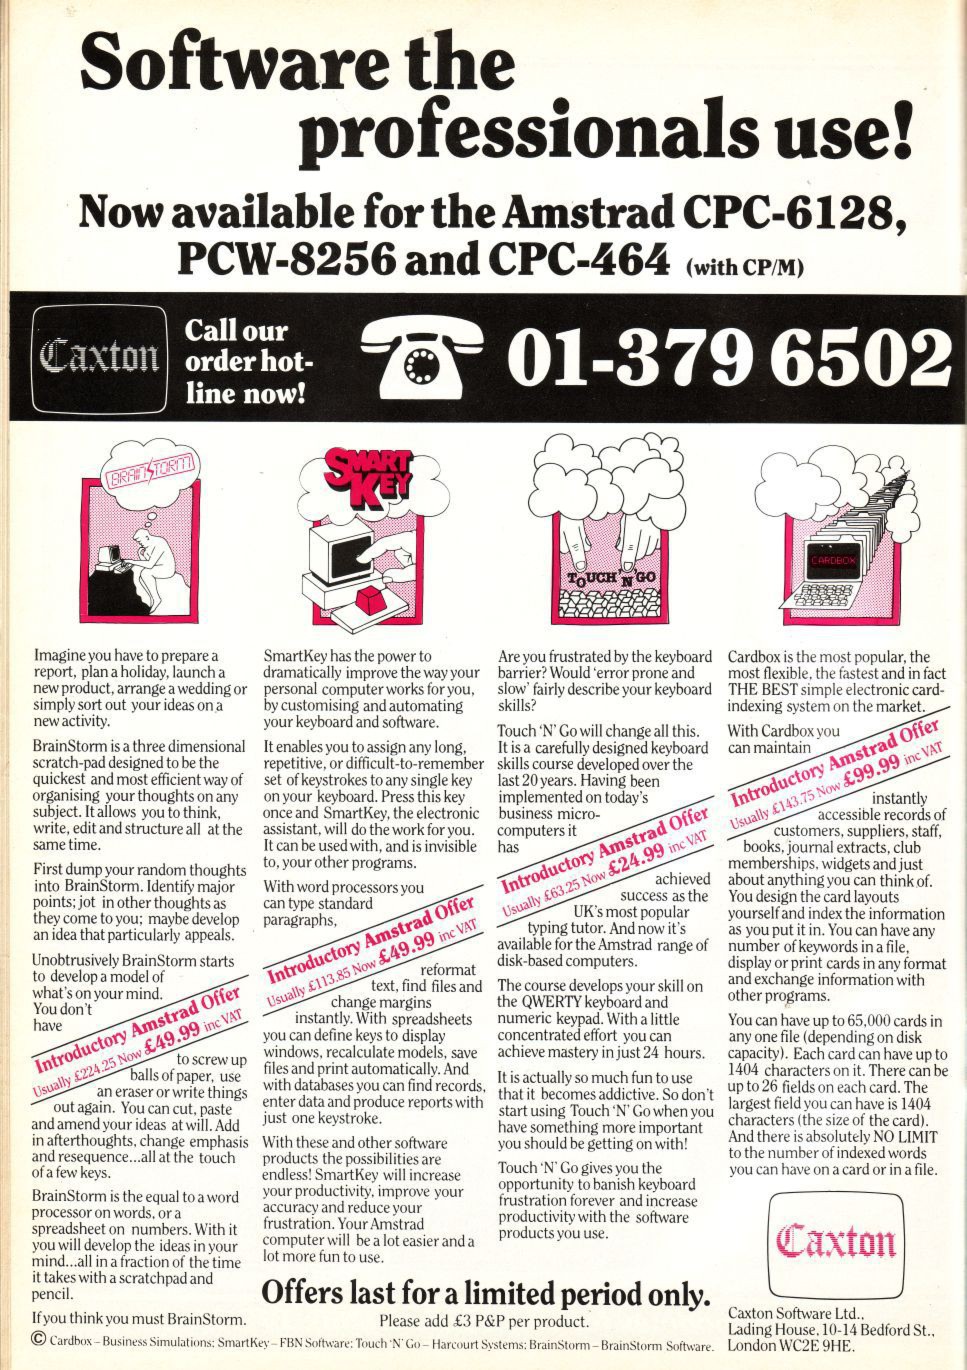 Software the
professionals use!
Now available for the Amstrad CPC-6128,
PCW-8256 and CPC-464 (with CP/M)
Caxton
Call our
order hot-
line now!
01-379 6502
BRAINSTORM
Imagine you have to prepare a
report, plan a holiday, launch a
new product, arrange a wedding or
simply sort out your ideas on a
new activity.
BrainStorm is a three dimensional
scratch-pad designed to be the
quickest and most efficient way of
organising your thoughts on any
subject. It allows you to think,
write, edit and structure all at the
same time.
First dump your random thoughts
into BrainStorm. Identify major
points; jot in other thoughts as
they come to you; maybe develop
an idea that particularly appeals.
Unobtrusively BrainStorm starts
to develop a model of
what's on your mind.
You don't
have
Introductory Amstrad Offer
Usually £224.25 Now £49.99 inc VAT
to screw up
balls of paper, use
an eraser or write things
out again. You can cut, paste
and amend your ideas at will. Add
in afterthoughts, change emphasis
and resequence...all at the touch
of a few keys.
BrainStorm is the equal to a word
processor on words, or a
spreadsheet on numbers. With it
you will develop the ideas in your
mind...all in a fraction of the time
it takes with a scratchpad and
pencil.
If you think you must BrainStorm.
SMART
KEY
SmartKey has the power to
dramatically improve the way your
personal computer works for you,
by customising and automating
your keyboard and software.
It enables you to assign any long,
repetitive, or difficult-to-remember
set of keystrokes to any single key
on your keyboard. Press this key
once and SmartKey, the electronic
assistant, will do the work for you.
It can be used with, and is invisible
to, your other programs.
With word processors you
can type standard
paragraphs,
Introductory Amstrad Offer
Usually £113.85 Now £49.99 inc VAT
reformat
text, find files and
change margins
instantly. With spreadsheets
you can define keys to display
windows, recalculate models, save
files and print automatically. And
with databases you can find records,
enter data and produce reports with
just one keystroke.
With these and other software
products the possibilities are
endless! SmartKey will increase
your productivity, improve your
accuracy and reduce your
frustration. Your Amstrad
computer will be a lot easier and a
lot more fun to use.
TOUCH 'N' GO
Are you frustrated by the keyboard
barrier? Would 'error prone and
slow' fairly describe your keyboard
skills?
Touch 'N' Go will change all this.
It is a carefully designed keyboard
skills course developed over the
last 20 years. Having been
implemented on today's
business micro-
computers it
has
Introductory Amstrad Offer
Usually £63.25 Now £24.99 inc VAT
achieved
success as the
UK's most popular
typing tutor. And now it's
available for the Amstrad range of
disk-based computers.
The course develops your skill on
the QWERTY keyboard and
numeric keypad. With a little
concentrated effort you can
achieve mastery in just 24 hours.
It is actually so much fun to use
that it becomes addictive. So don't
start using Touch 'N' Go when you
have something more important
you should be getting on with!
Touch 'N' Go gives you the
opportunity to banish keyboard
frustration forever and increase
productivity with the software
products you use.
CARDBOX
Cardbox is the most popular, the
most flexible, the fastest and in fact
THE BEST simple electronic card-
indexing system on the market.
With Cardbox you
can maintain
Introductory Amstrad Offer
Usually £143.75 Now £99.99 inc VAT
instantly
accessible records of
customers, suppliers, staff,
books, journal extracts, club
memberships, widgets and just
about anything you can think of.
You design the card layouts
yourself and index the information
as you put it in. You can have any
number of keywords in a file,
display or print cards in any format
and exchange information with
other programs.
You can have up to 65,000 cards in
any one file (depending on disk
capacity). Each card can have up to
1404 characters on it. There can be
up to 26 fields on each card. The
largest field you can have is 1404
characters (the size of the card).
And there is absolutely NO LIMIT
to the number of indexed words
you can have on a card or in a file.
Caxton
Offers last for a limited period only.
Please add £3 P&P per product.
© Cardbox – Business Simulations; SmartKey – FBN Software; Touch 'N' Go – Harcourt Systems; BrainStorm – BrainStorm Software.
Caxton Software Ltd.,
Lading House, 10-14 Bedford St.,
London WC2E 9HE.